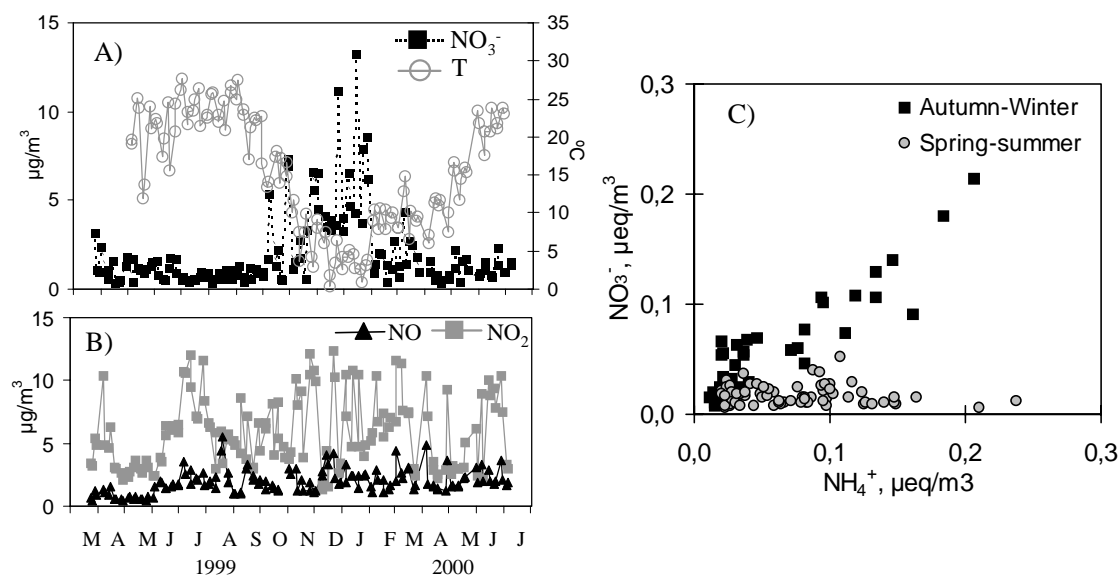 A)
NO₃⁻
T
15
10
5
0
µg/m³
35
30
25
20
15
10
5
0
ºC
B)
NO NO₂
15
10
5
0
µg/m³
M A M J J A S O N D J F M A M J J
1999 2000
C)
Autumn-Winter
Spring-summer
0,3
0,2
0,1
0,0
NO₃⁻, µeq/m³
0,0 0,1 0,2 0,3
NH₄⁺, µeq/m3